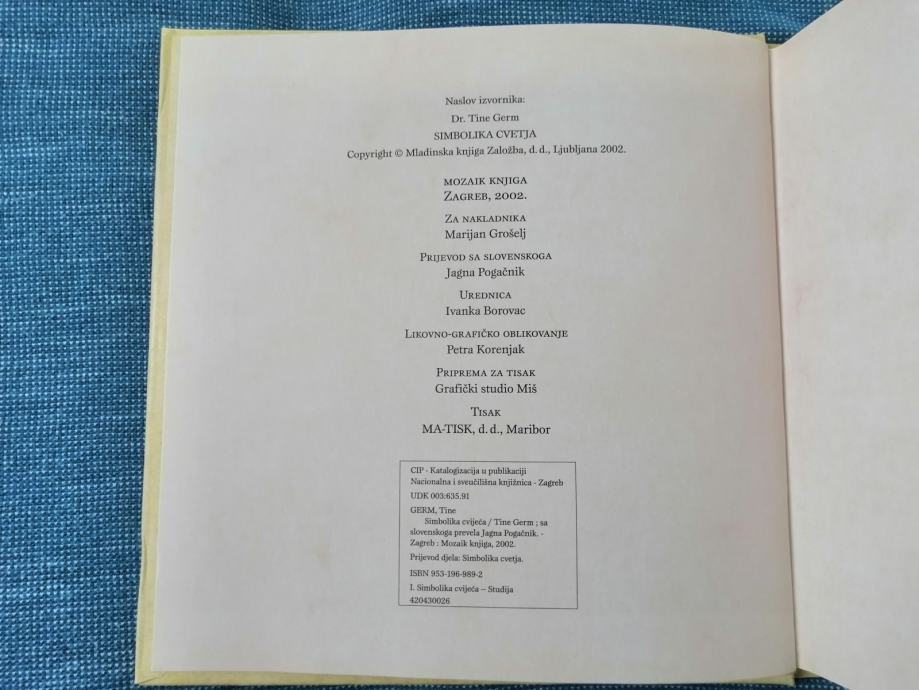 Naslov izvornika:
Dr. Tine Germ
SIMBOLIKA CVETJA
Copyright © Mladinska knjiga Založba, d. d., Ljubljana 2002.
MOZAIK KNJIGA
ZAGREB, 2002.
ZA NAKLADNIKA
Marijan Grošelj
PRIJEVOD SA SLOVENSKOGA
Jagna Pogačnik
UREDNICA
Ivanka Borovac
LIKOVNO-GRAFIČKO OBLIKOVANJE
Petra Korenjak
PRIPREMA ZA TISAK
Grafički studio Miš
TISAK
MA-TISK, d. d., Maribor
CIP - Katalogizacija u publikaciji
Nacionalna i sveučilišna knjižnica - Zagreb
UDK 003:635.91
GERM, Tine
Simbolika cvijeća / Tine Germ ; sa
slovenskoga prevela Jagna Pogačnik. -
Zagreb : Mozaik knjiga, 2002.
Prijevod djela: Simbolika cvetja.
ISBN 953-196-989-2
I. Simbolika cvijeća – Studija
420430026